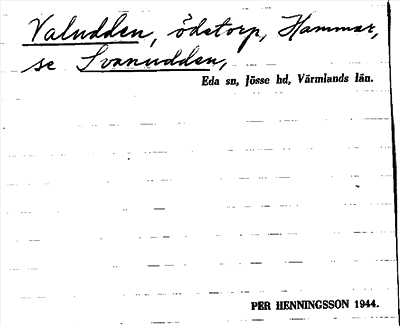 Valudden, ödetorp, Hammar,
se Svanudden,
Eda sn, Jösse hd, Värmlands län.
PER HENNINGSSON 1944.